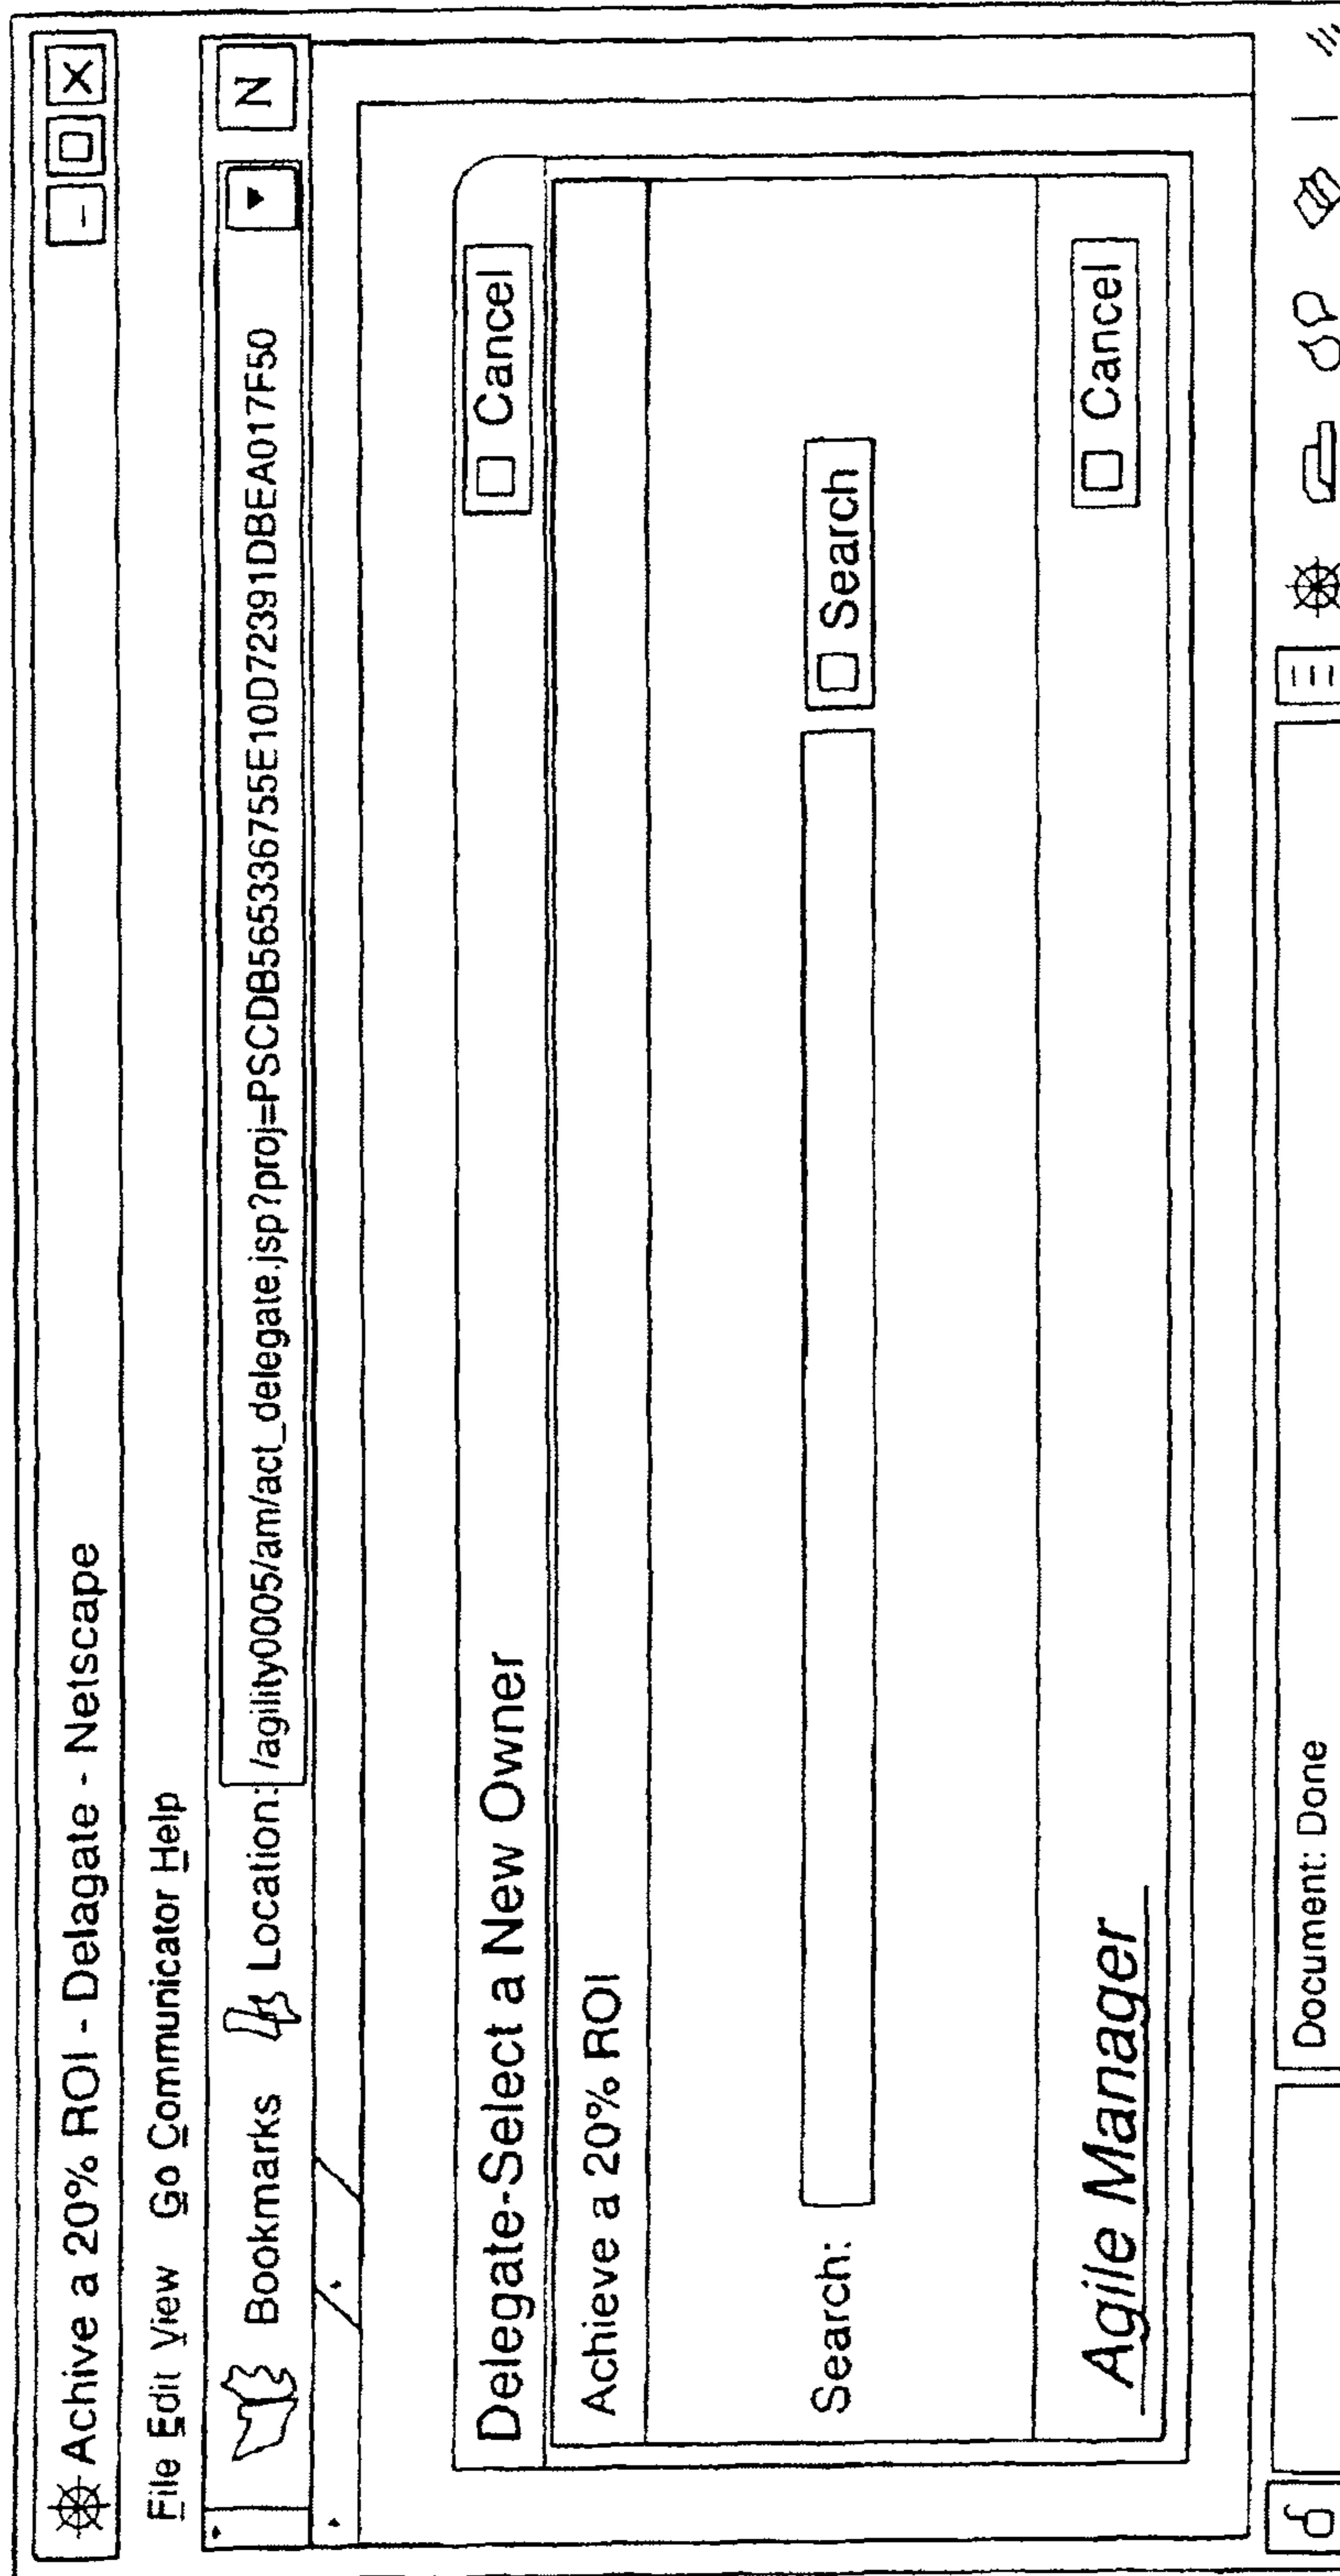 Achive a 20% ROI - Delagate - Netscape
File Edit View Go Communicator Help
Bookmarks Location: /agility0005/am/act_delegate.jsp?proj=PSCDB565336755E10D72391DBEA017F50 N
Delegate-Select a New Owner Cancel
Achieve a 20% ROI
Search: Search
Agile Manager Cancel
Document: Done